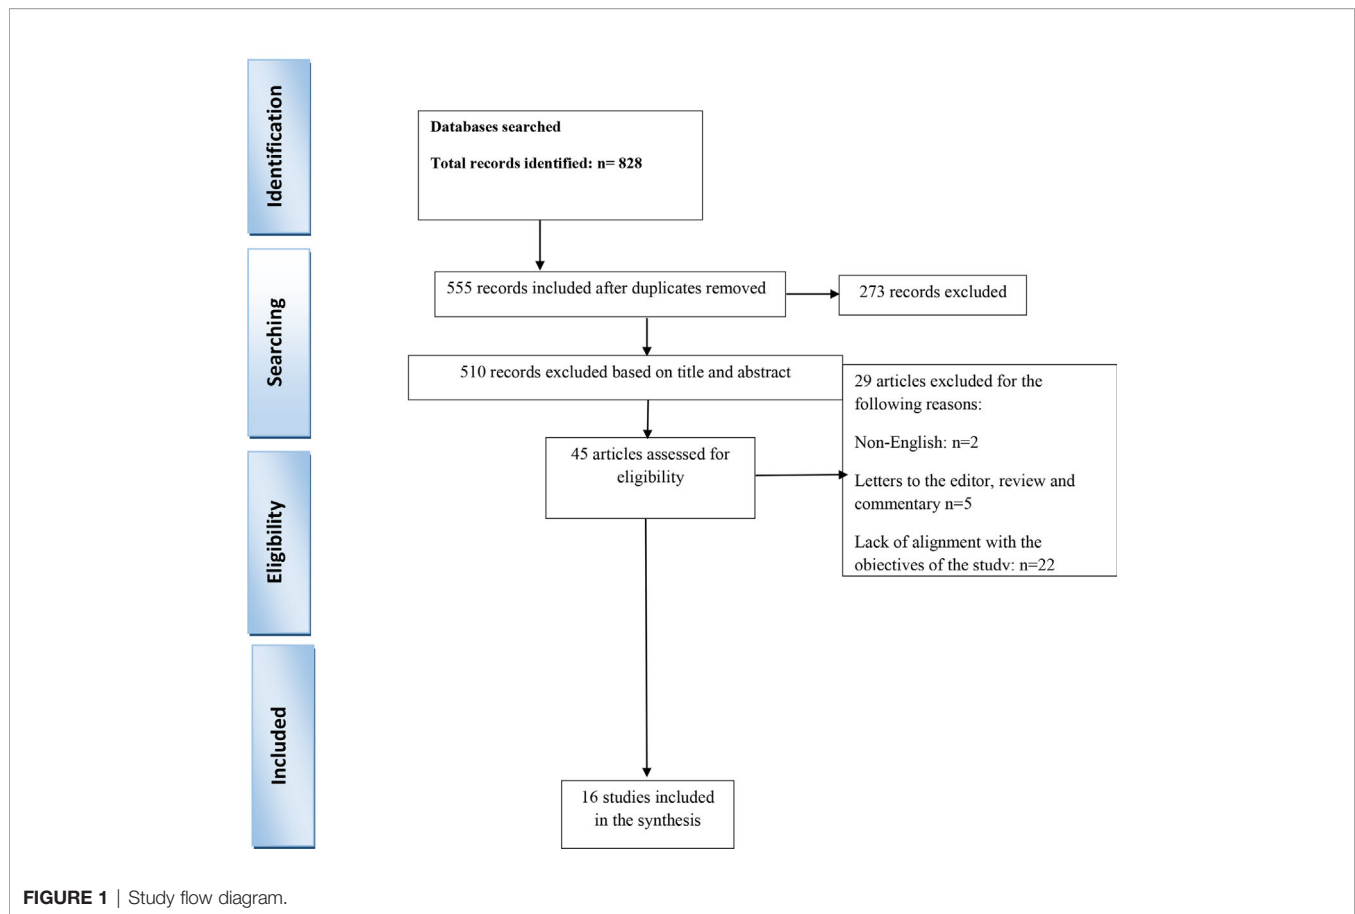 Identification
Databases searched
Total records identified: n= 828
Searching
555 records included after duplicates removed
273 records excluded
510 records excluded based on title and abstract
29 articles excluded for the
following reasons:
Non-English: n=2
Letters to the editor, review and
commentary n=5
Lack of alignment with the
objectives of the study: n=22
Eligibility
45 articles assessed for
eligibility
Included
16 studies included
in the synthesis
FIGURE 1 | Study flow diagram.